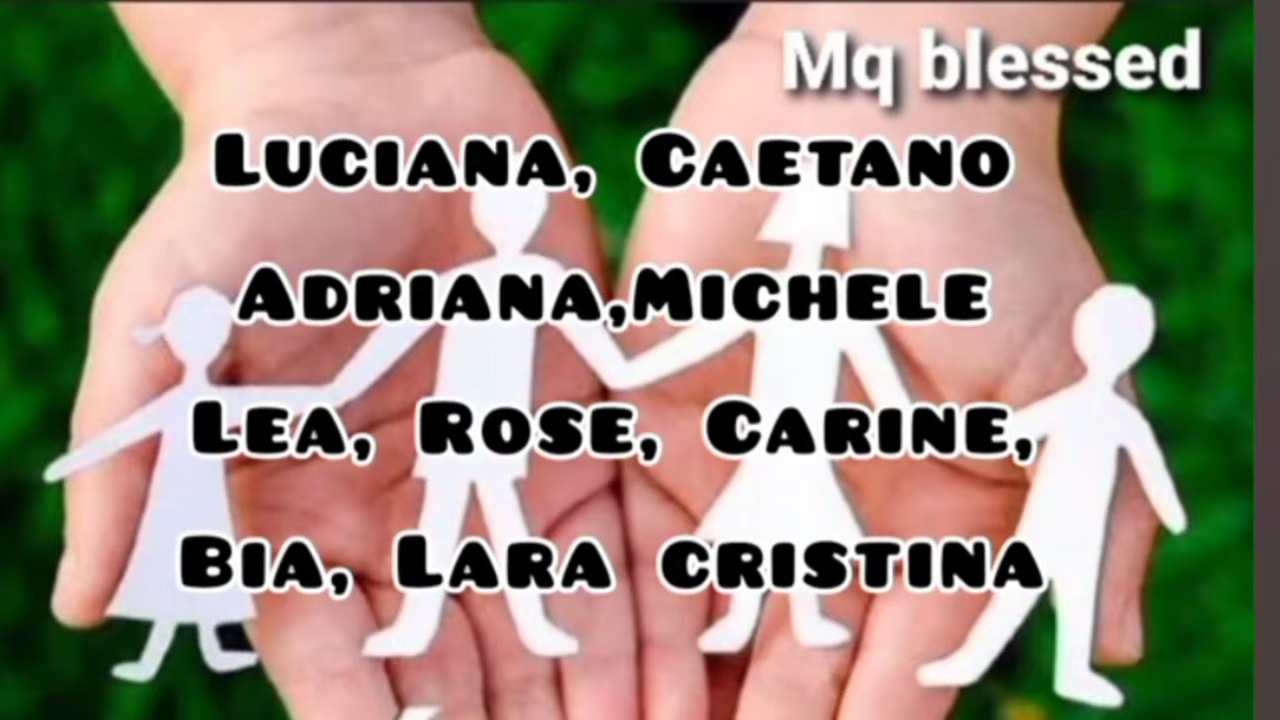 Mq blessed
Luciana, Caetano
Adriana,Michele
Lea, Rose, Carine,
Bia, Lara cristina